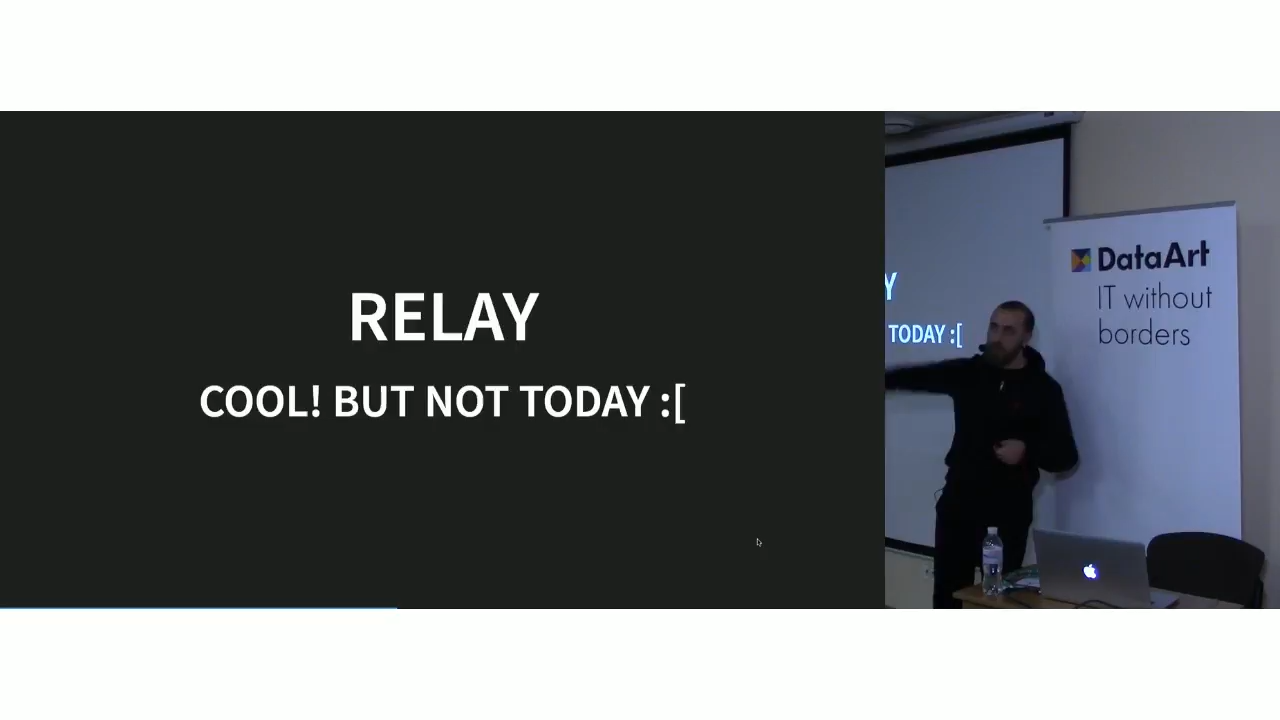 RELAY
COOL! BUT NOT TODAY :[
Y
TODAY :[
DataArt
IT without
borders